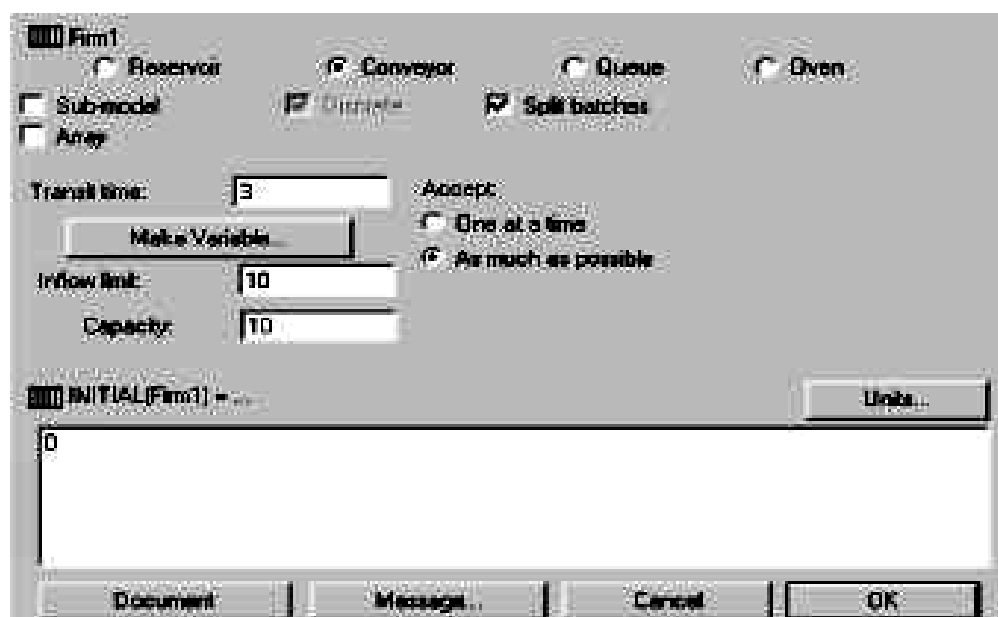 Firm1
Reservoir Conveyor Queue Oven
Sub-model Discrete Split batches
Array
Transit time: 3 Accept:
One at a time
Make Variable...
As much as possible
Inflow limit: 10
Capacity: 10
INITIAL(Firm1) = ...
Units...
0
Document Message... Cancel OK